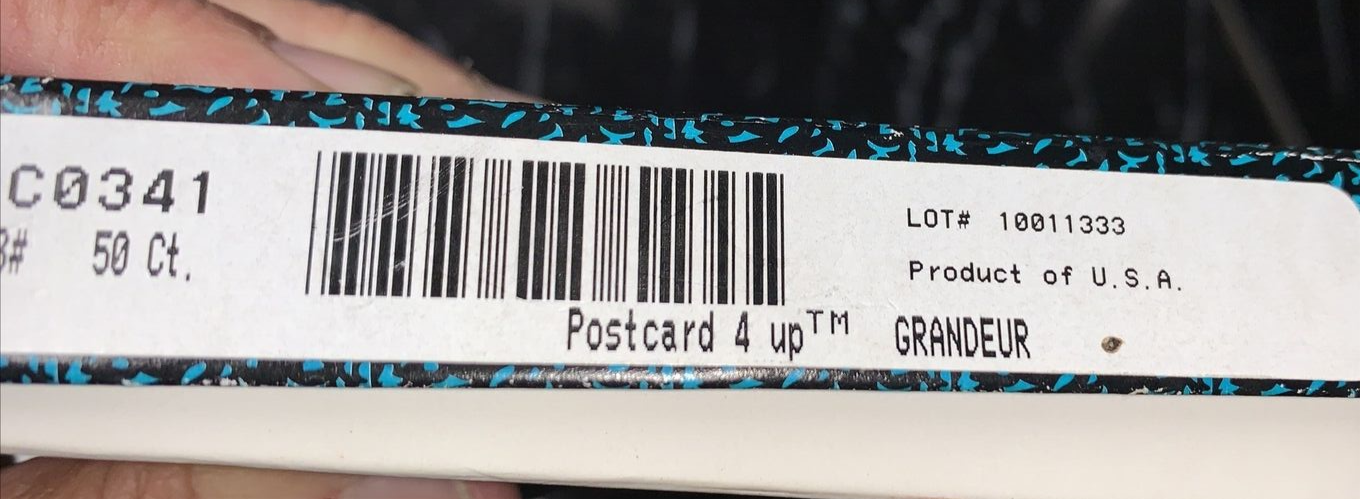 C0341
# 50 Ct.
LOT# 10011333
Product of U.S.A.
Postcard 4 up™ GRANDEUR